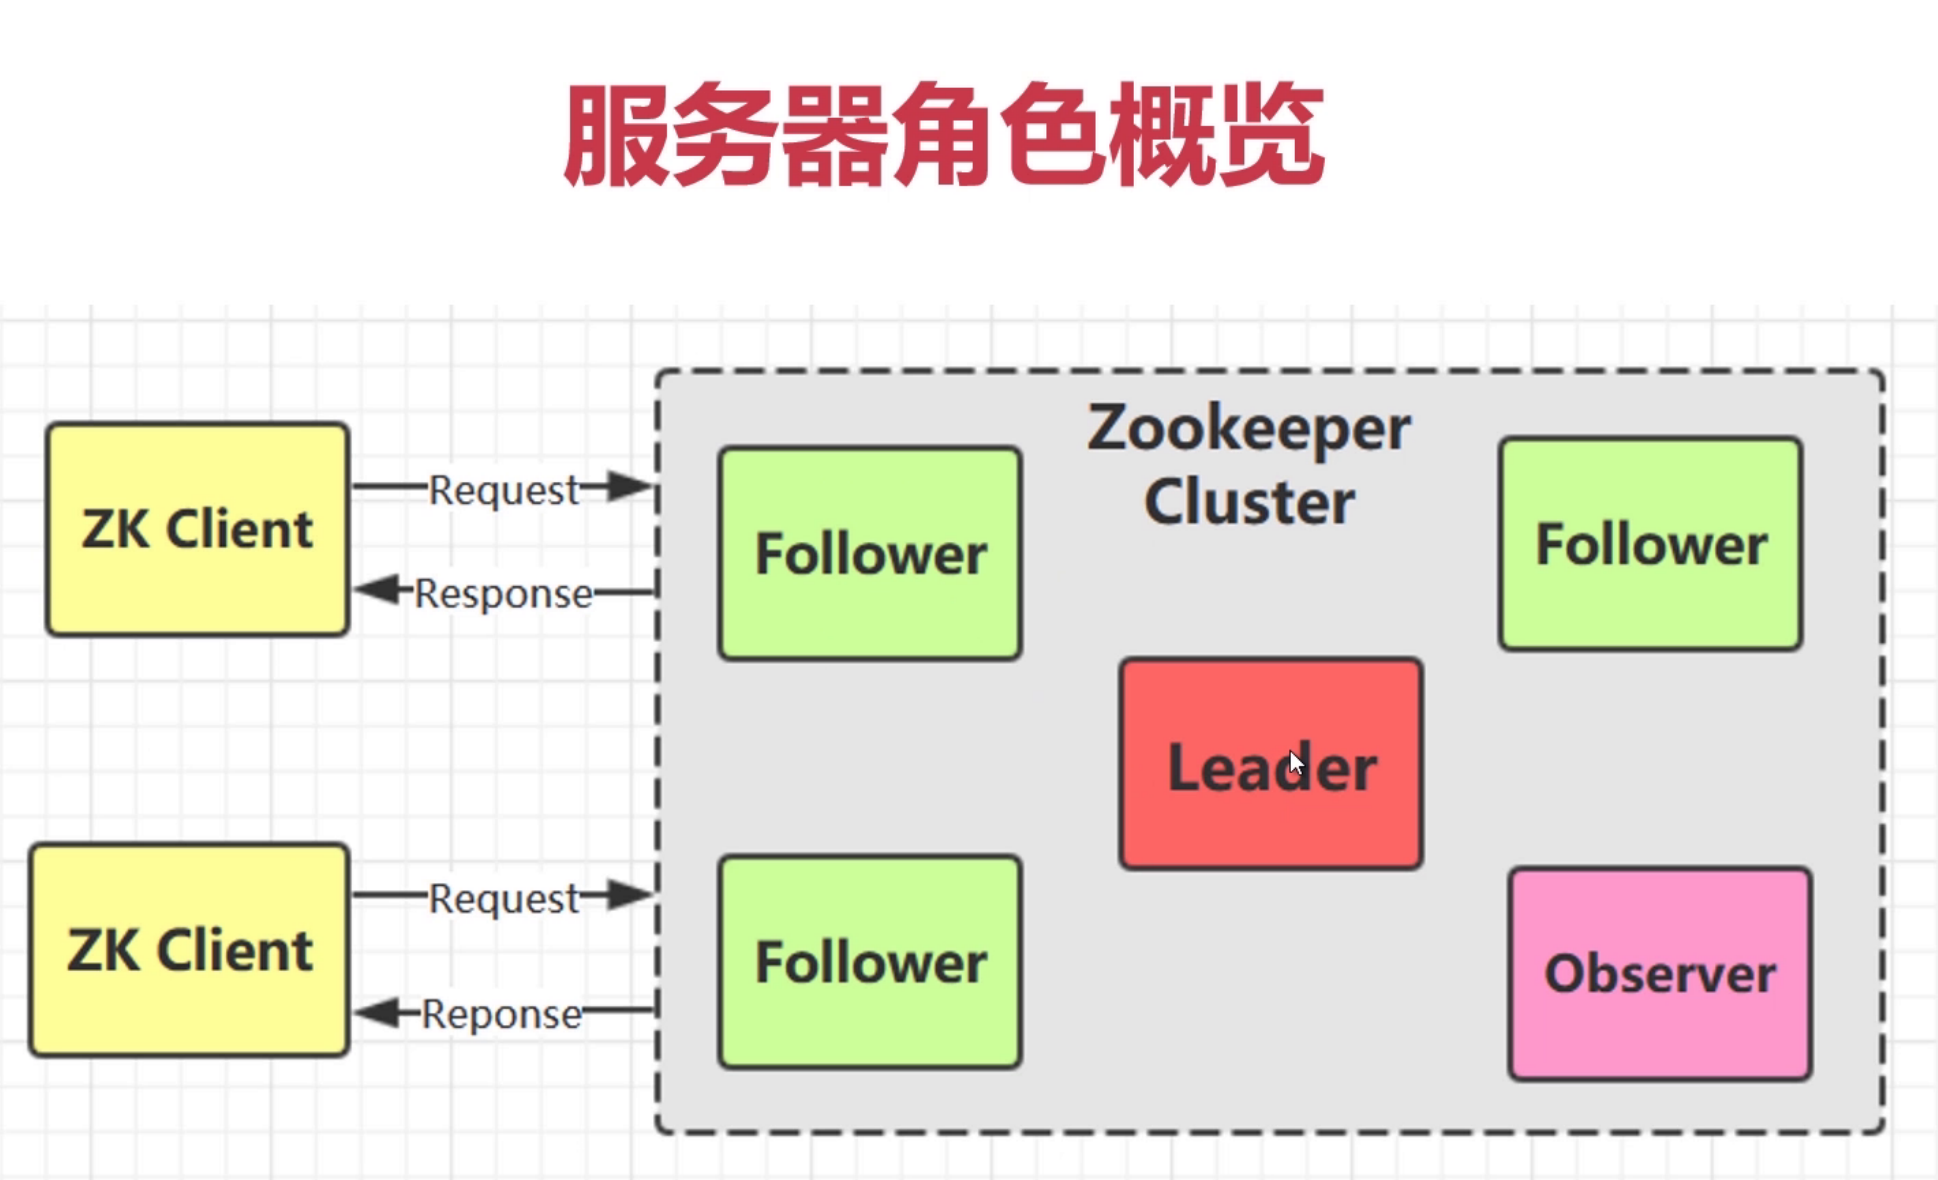 服务器角色概览
Zookeeper
Cluster
ZK Client
Request
Response
Follower
Follower
Leader
ZK Client
Request
Reponse
Follower
Observer